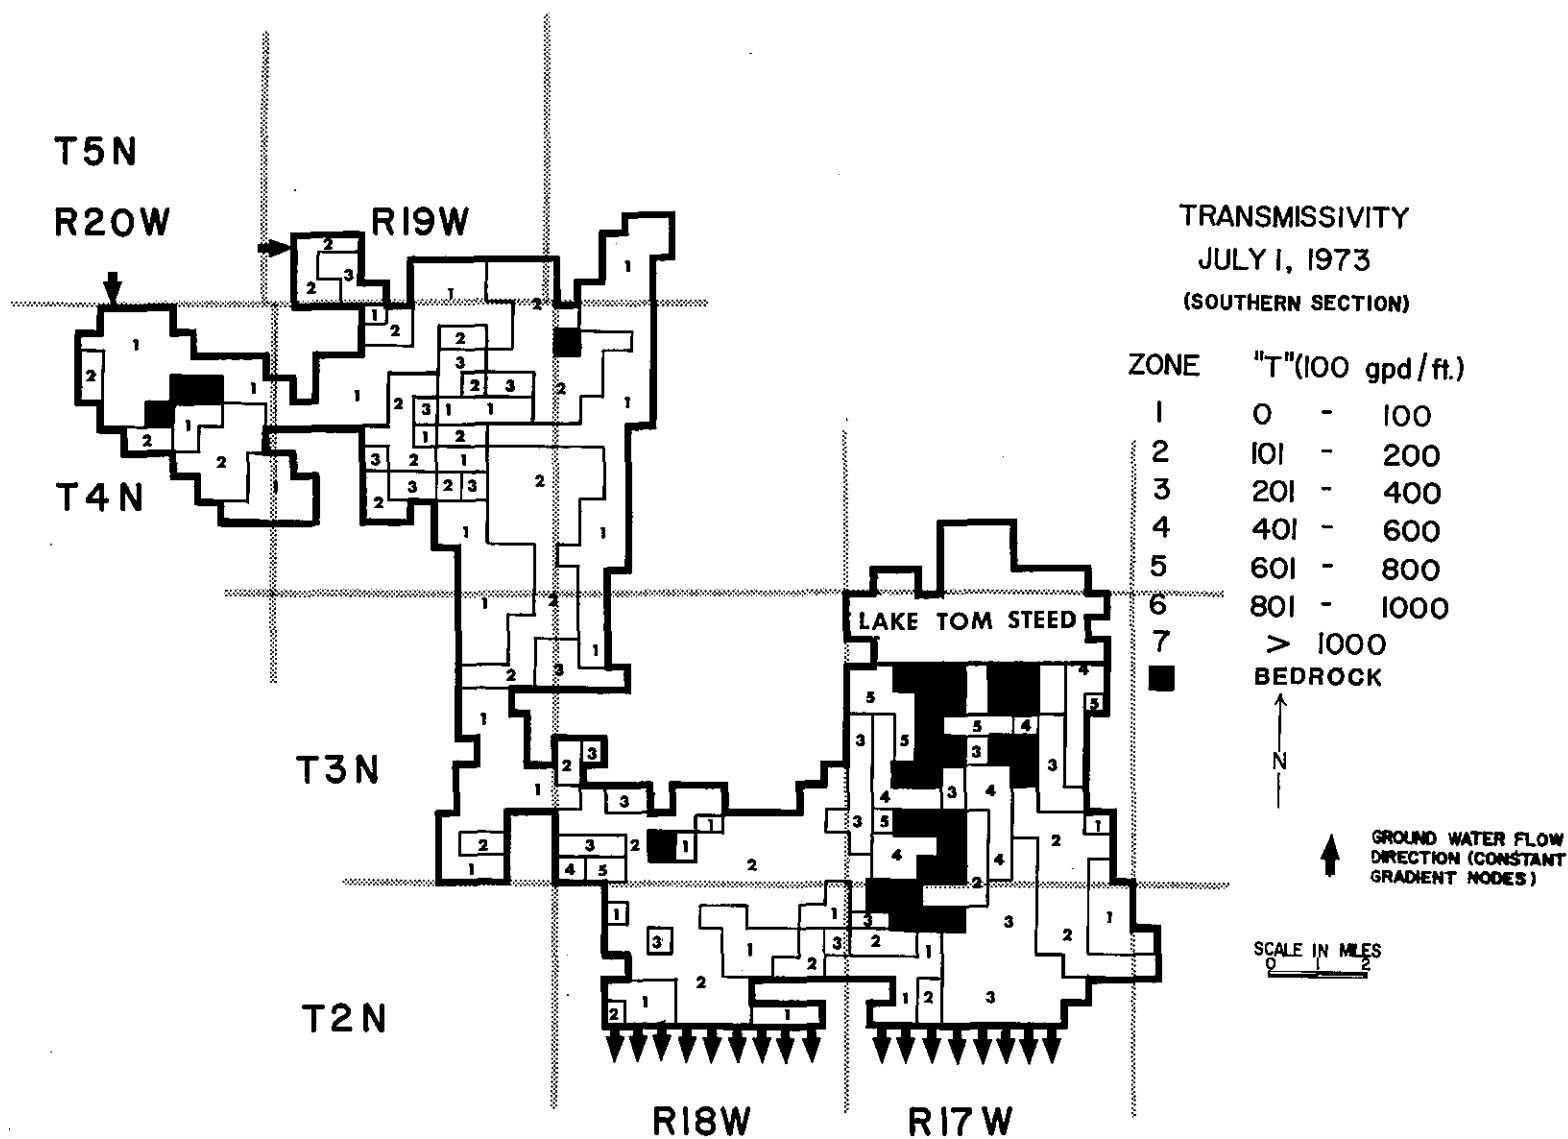 T5N
R20W
R19W
TRANSMISSIVITY
JULY 1, 1973
(SOUTHERN SECTION)
ZONE "T"(100 gpd/ft.)
1 0 - 100
2 101 - 200
3 201 - 400
4 401 - 600
5 601 - 800
6 801 - 1000
7 > 1000
BEDROCK
T4N
LAKE TOM STEED
N
T3N
GROUND WATER FLOW
DIRECTION (CONSTANT
GRADIENT NODES)
SCALE IN MILES
0 1 2
T2N
R18W
R17W